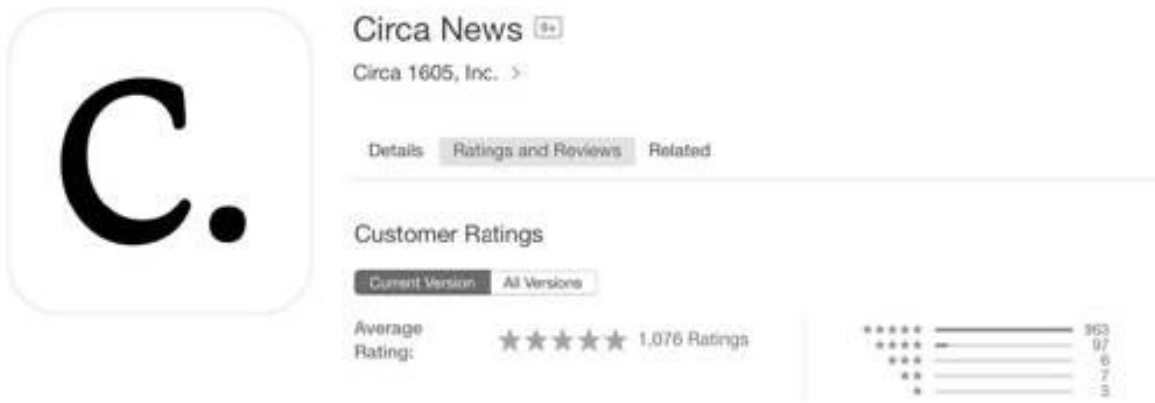 C.
Circa News 9+
Circa 1605, Inc. >
Details Ratings and Reviews Related
Customer Ratings
Current Version All Versions
Average
Rating:
★★★★★ 1,076 Ratings
★★★★★ 963
★★★★ 97
★★★ 6
★★ 7
★ 3